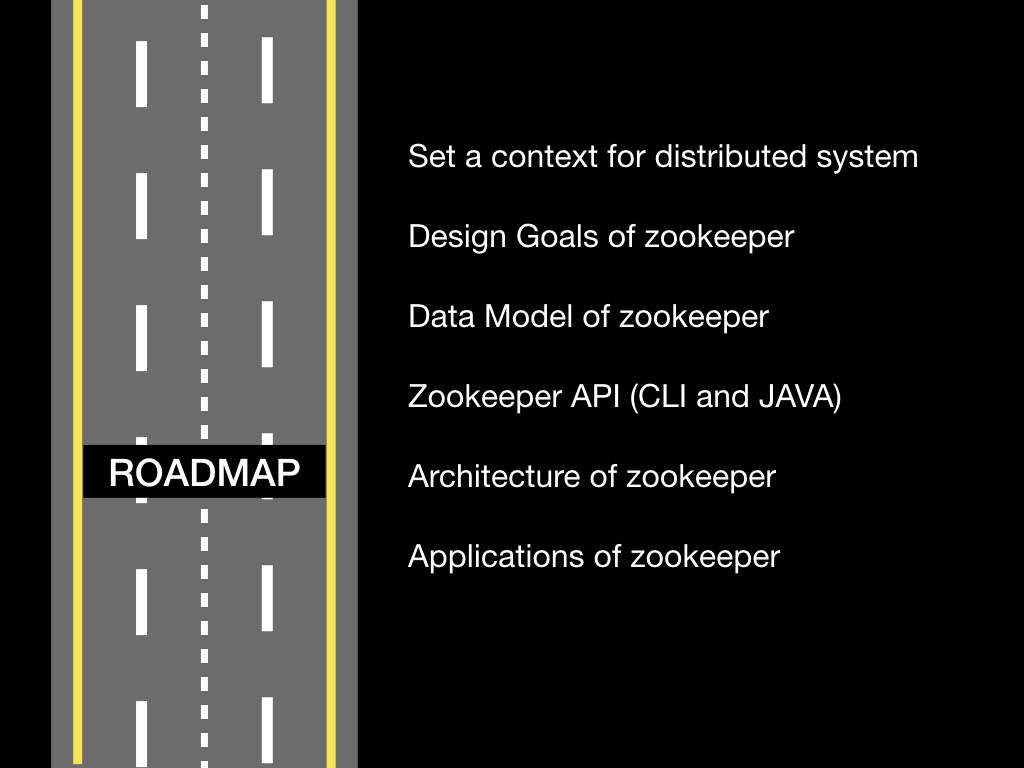 Set a context for distributed system
Design Goals of zookeeper
Data Model of zookeeper
Zookeeper API (CLI and JAVA)
ROADMAP
Architecture of zookeeper
Applications of zookeeper